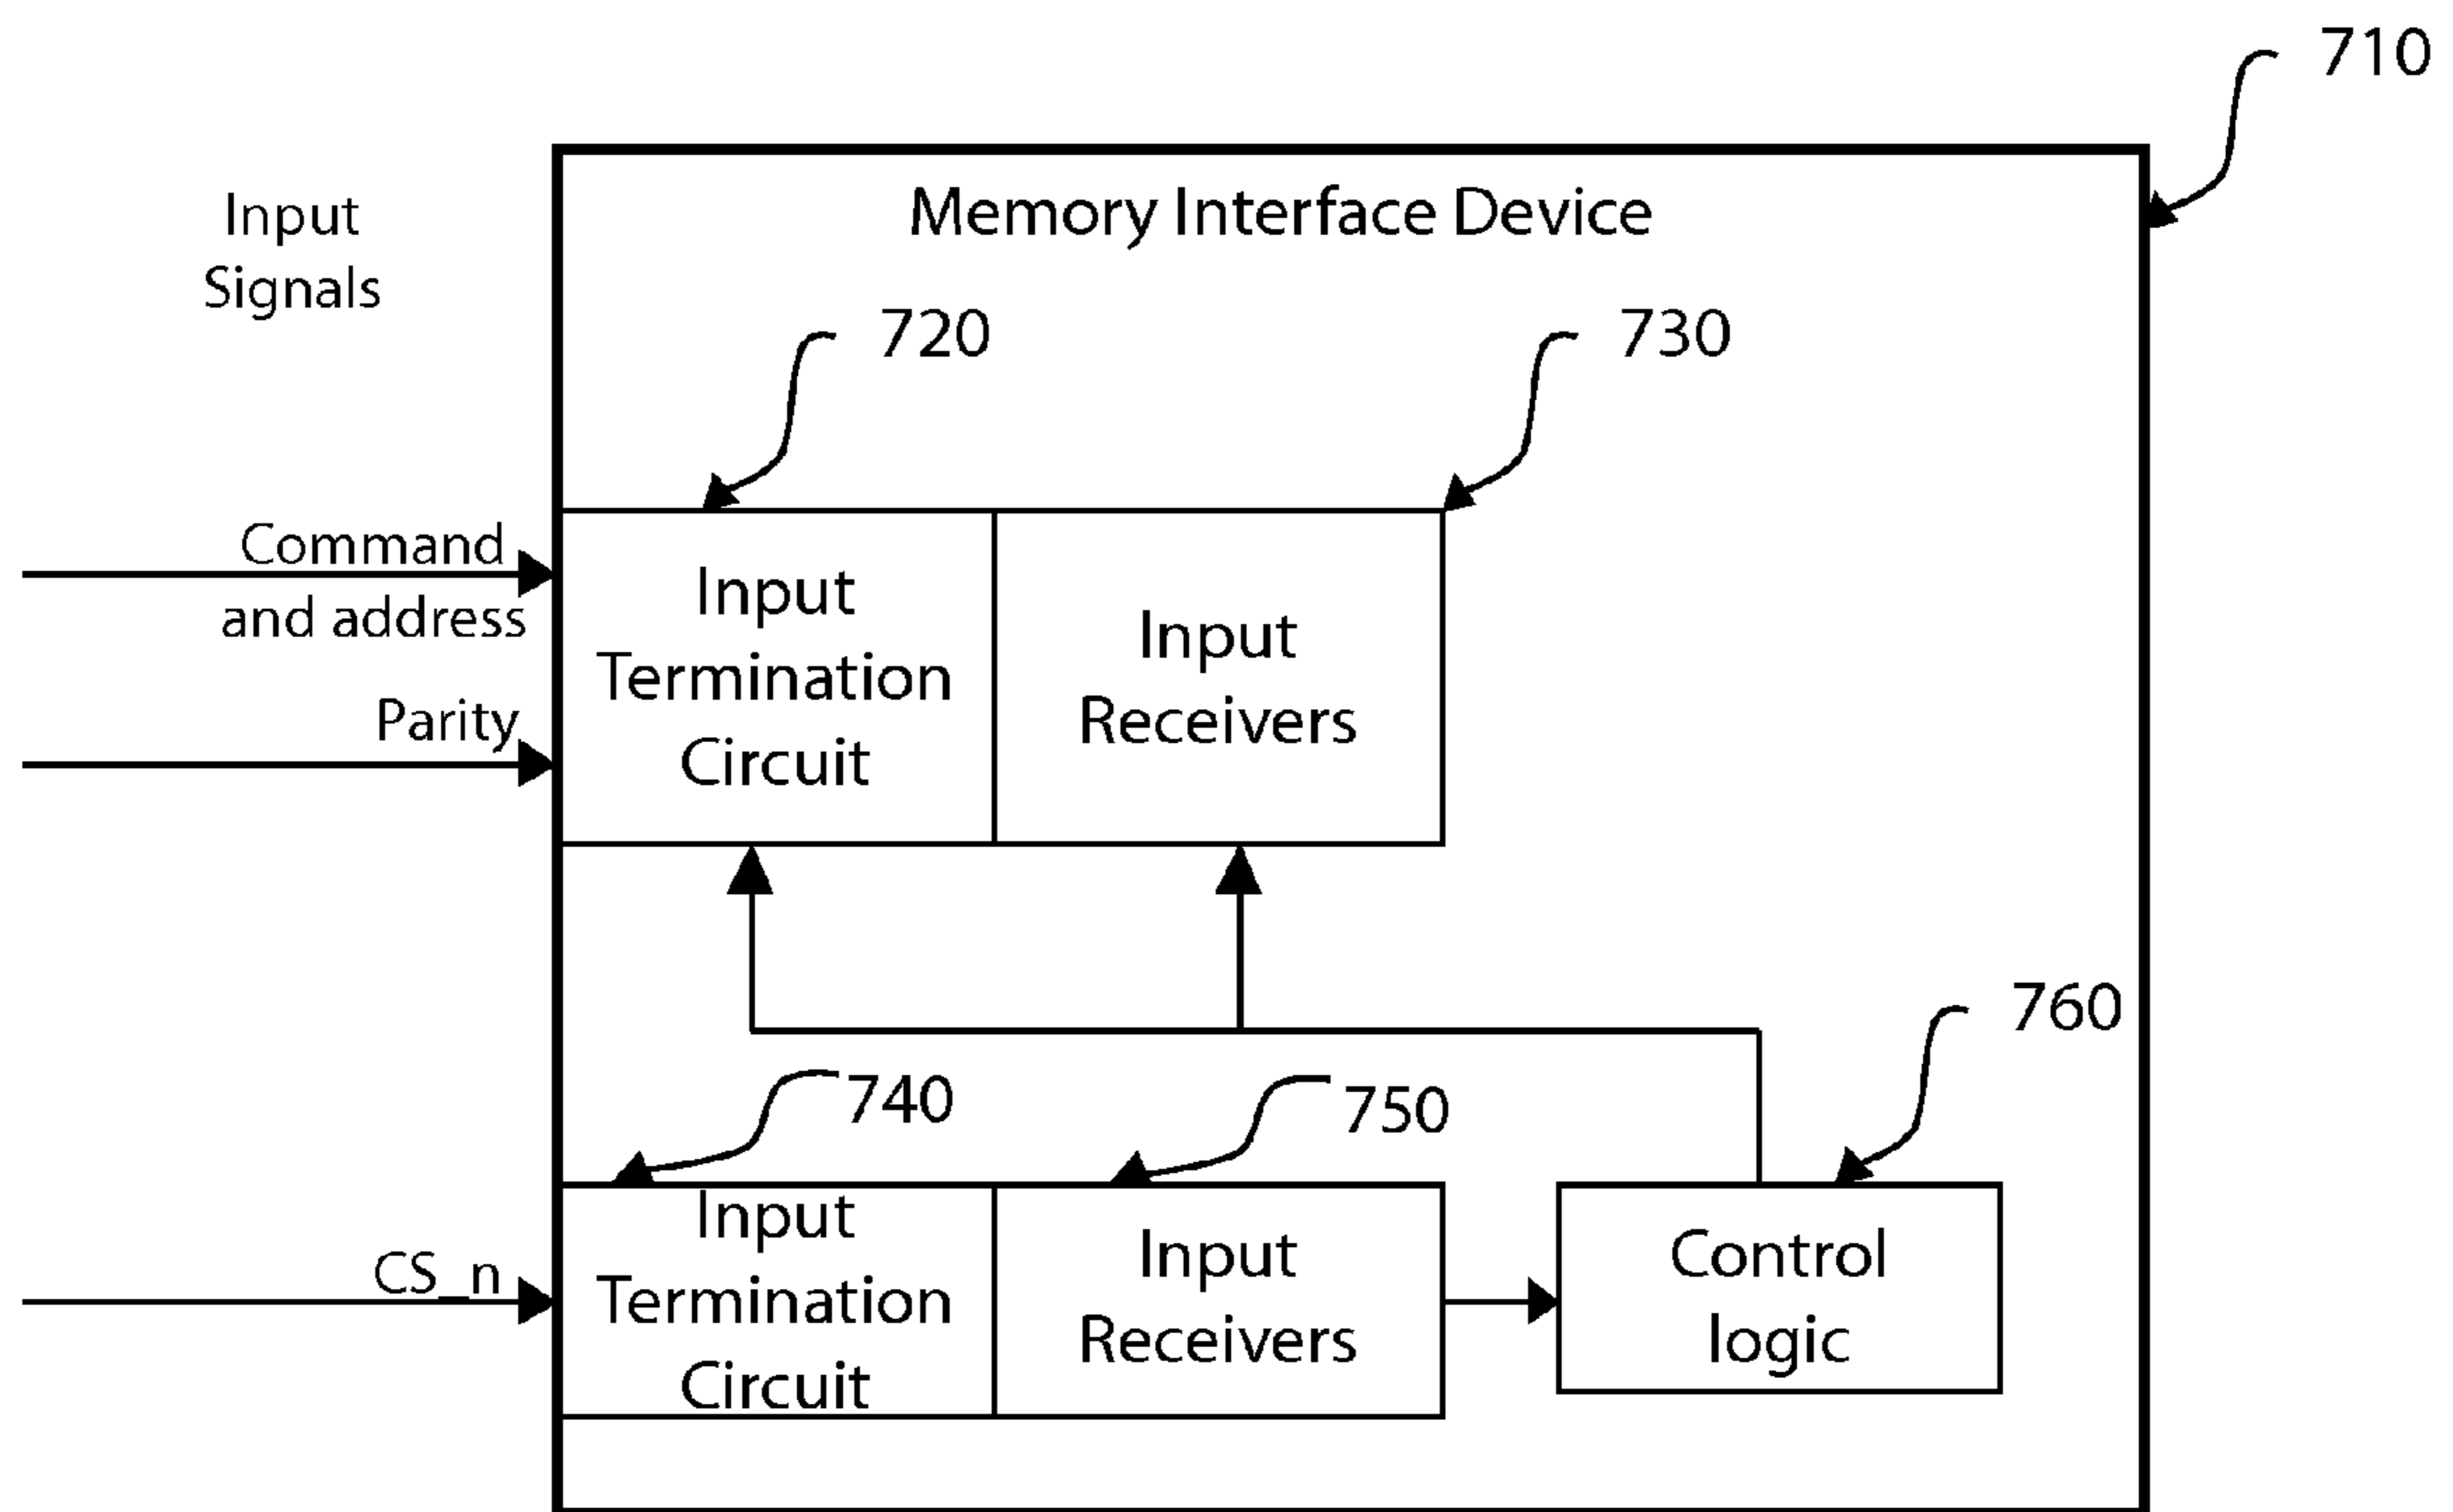 710
Input
Signals
Memory Interface Device
720
730
Command
and address
Parity
Input
Termination
Circuit
Input
Receivers
760
740
750
CS_n
Input
Termination
Circuit
Input
Receivers
Control
logic